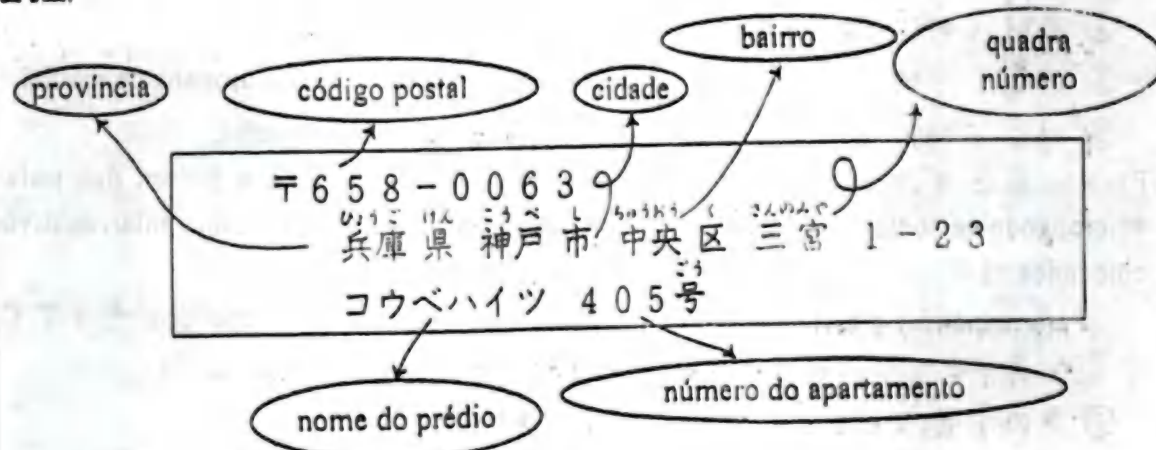 bairro
quadra
número
província
código postal
cidade
〒658-0063
ひょうご けん こうべ し ちゅうおう く さんのみや
兵庫県 神戸市 中央区 三宮 1-23
ごう
コウベハイツ 405号
nome do prédio
número do apartamento